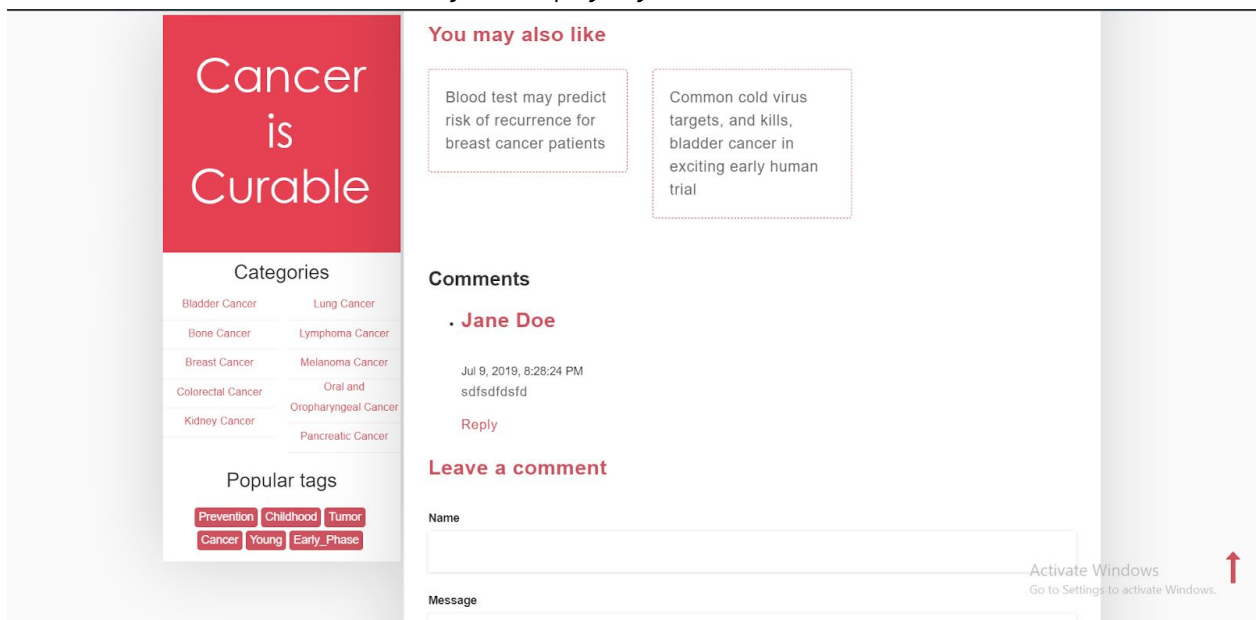 Cancer
is
Curable
Categories
Bladder Cancer
Bone Cancer
Breast Cancer
Colorectal Cancer
Kidney Cancer
Lung Cancer
Lymphoma Cancer
Melanoma Cancer
Oral and
Oropharyngeal Cancer
Pancreatic Cancer
Popular tags
Prevention Childhood Tumor
Cancer Young Early_Phase
You may also like
Blood test may predict
risk of recurrence for
breast cancer patients
Common cold virus
targets, and kills,
bladder cancer in
exciting early human
trial
Comments
Jane Doe
Jul 9, 2019, 8:28:24 PM
sdfsdfdsfd
Reply
Leave a comment
Name
Message
Activate Windows
Go to Settings to activate Windows.